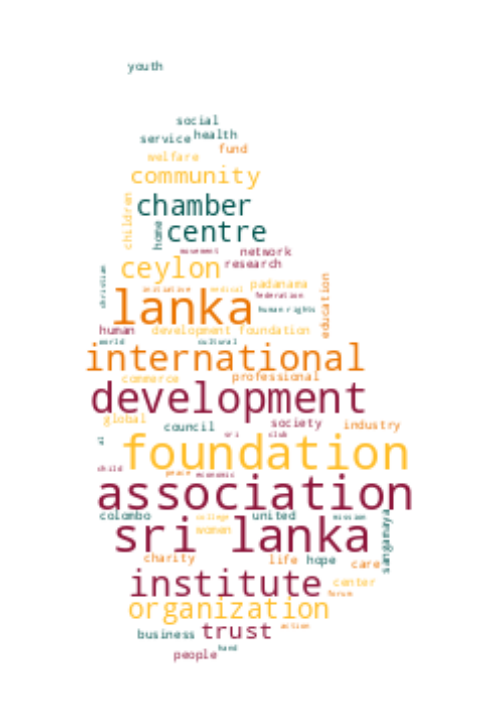 youth
social
service health
fund
welfare
community
children
chamber
home
centre
movement network
ceylon research
christian
initiative medical padanama
federation
education
lanka human rights
human development foundation
world cultural
international
commerce professional
development
global
council society industry
sri club
al
foundation
child peace economic
association
colombo college united mission
sangamaya
women
sri lanka
charity life hope care
institute center
forum
organization
business trust action
people hand